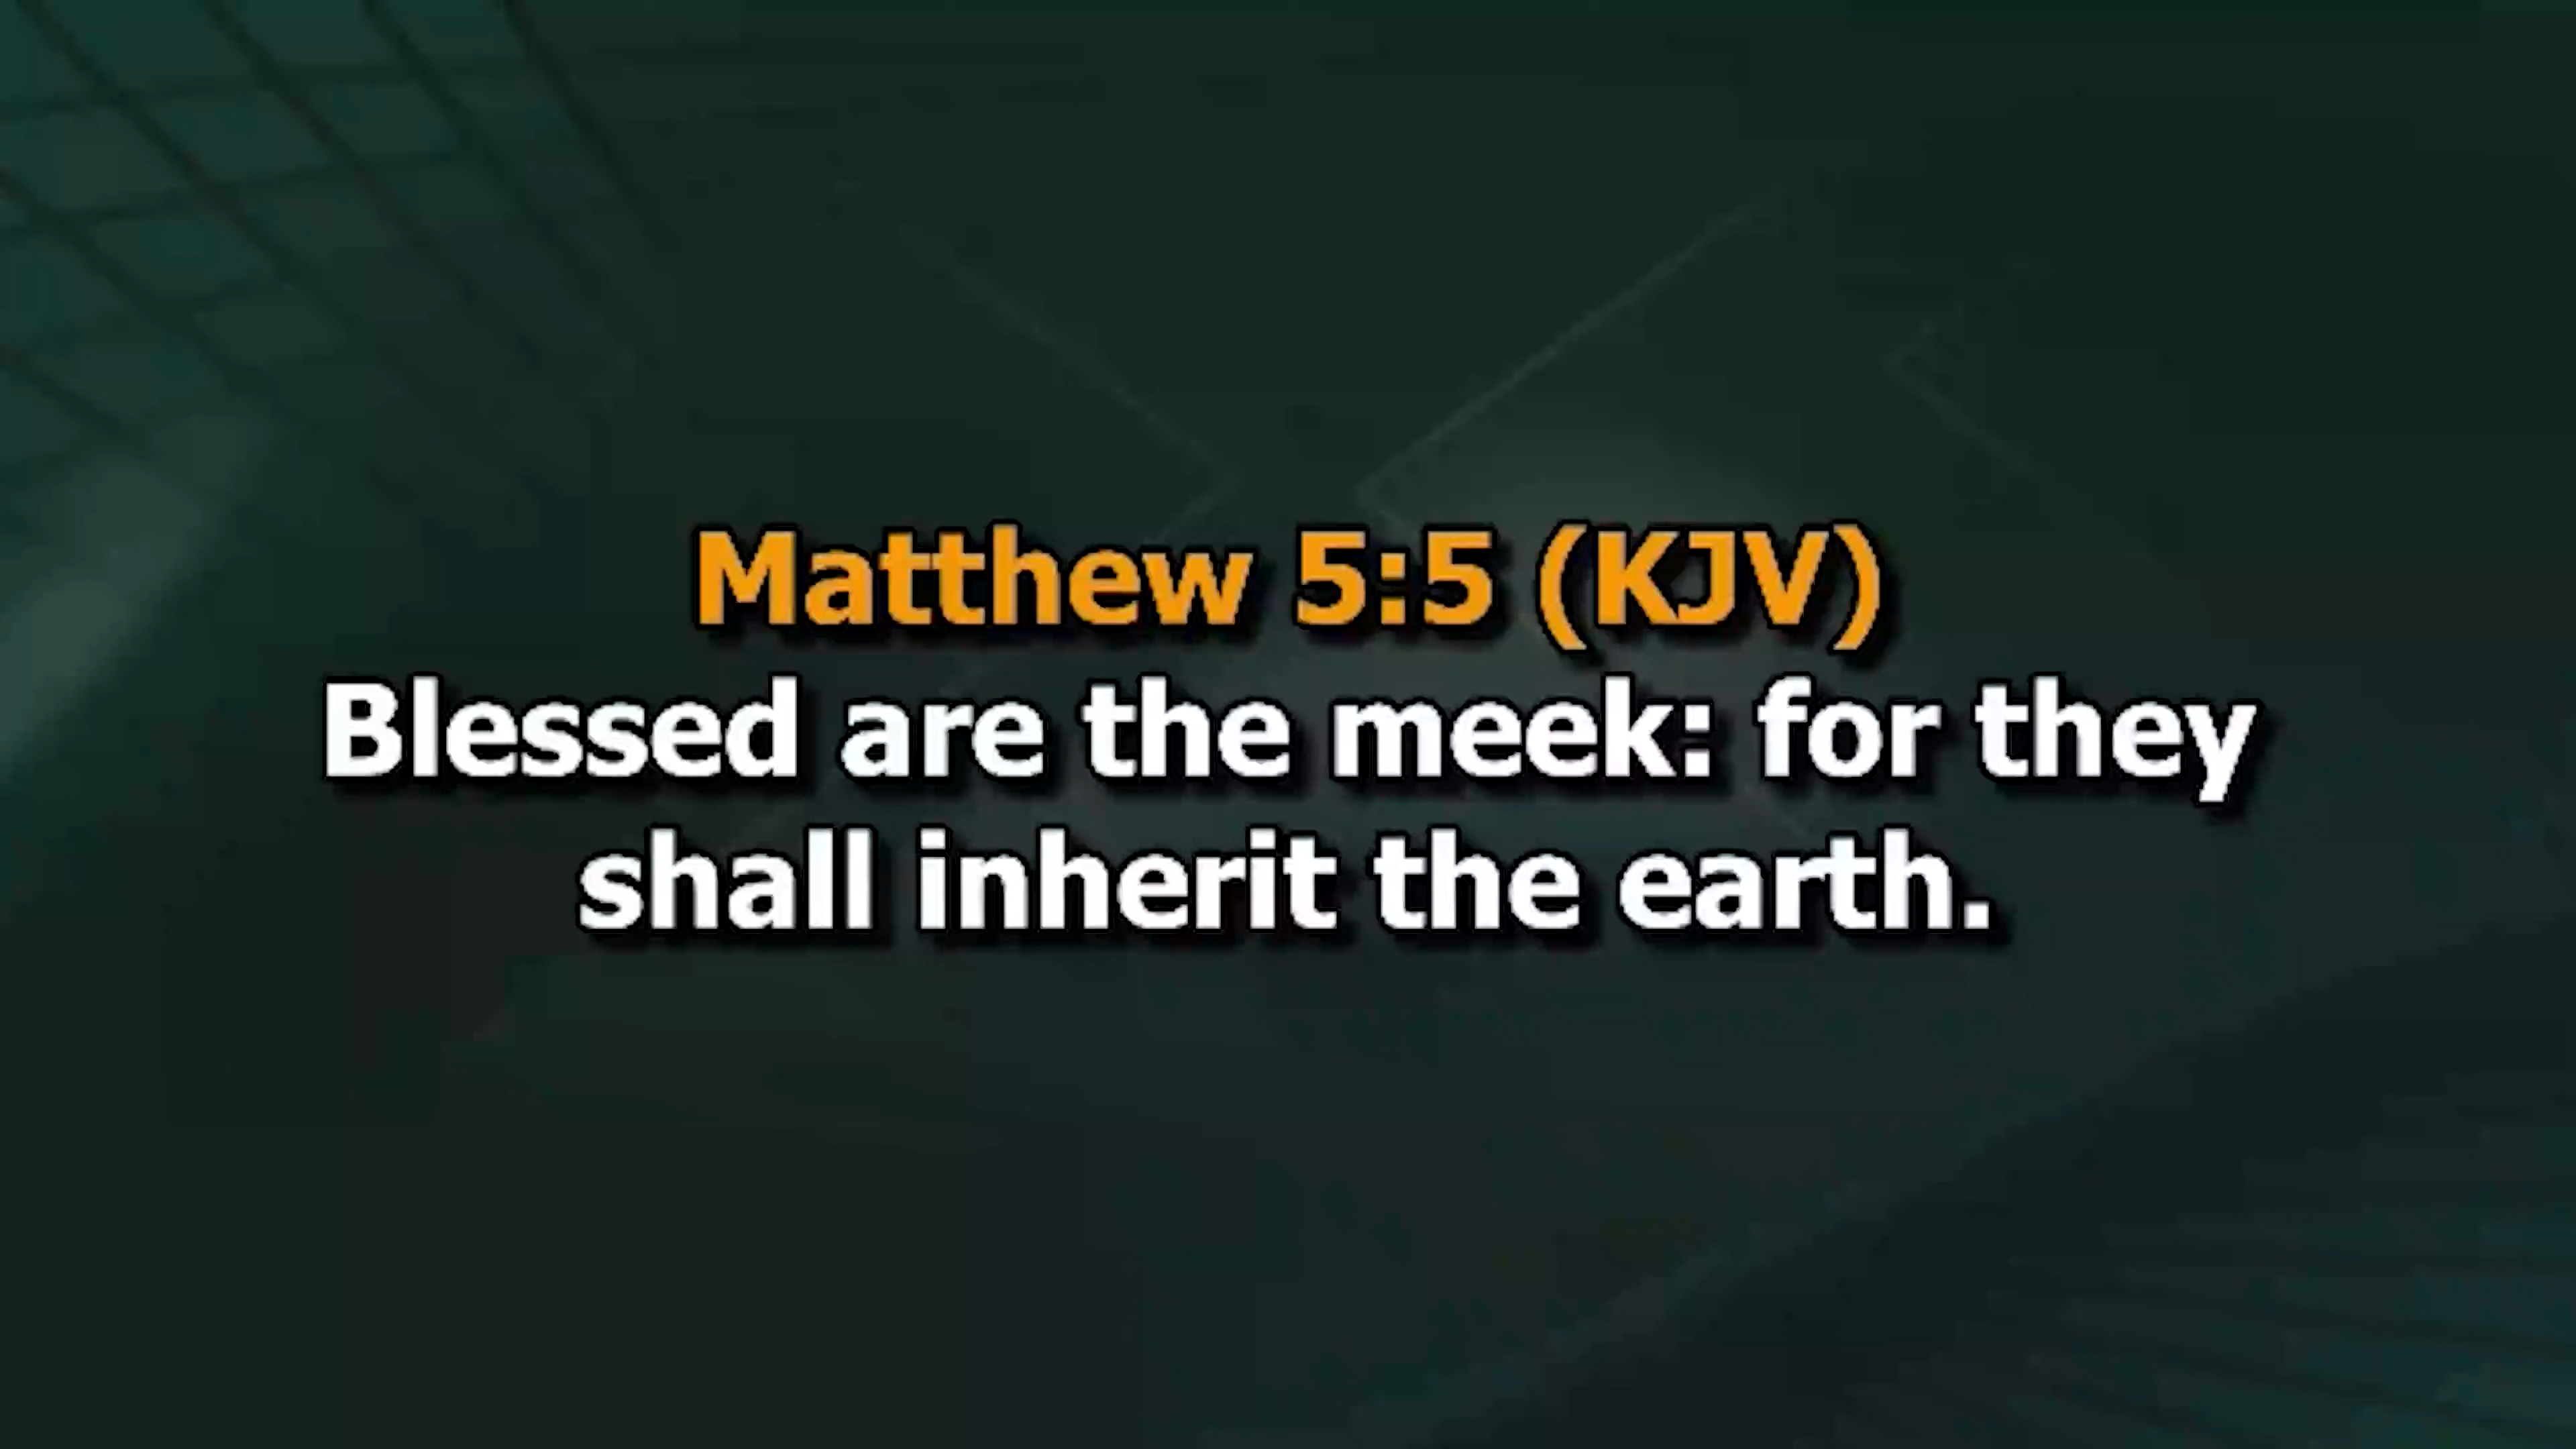 Matthew 5:5 (KJV)
Blessed are the meek: for they
shall inherit the earth.